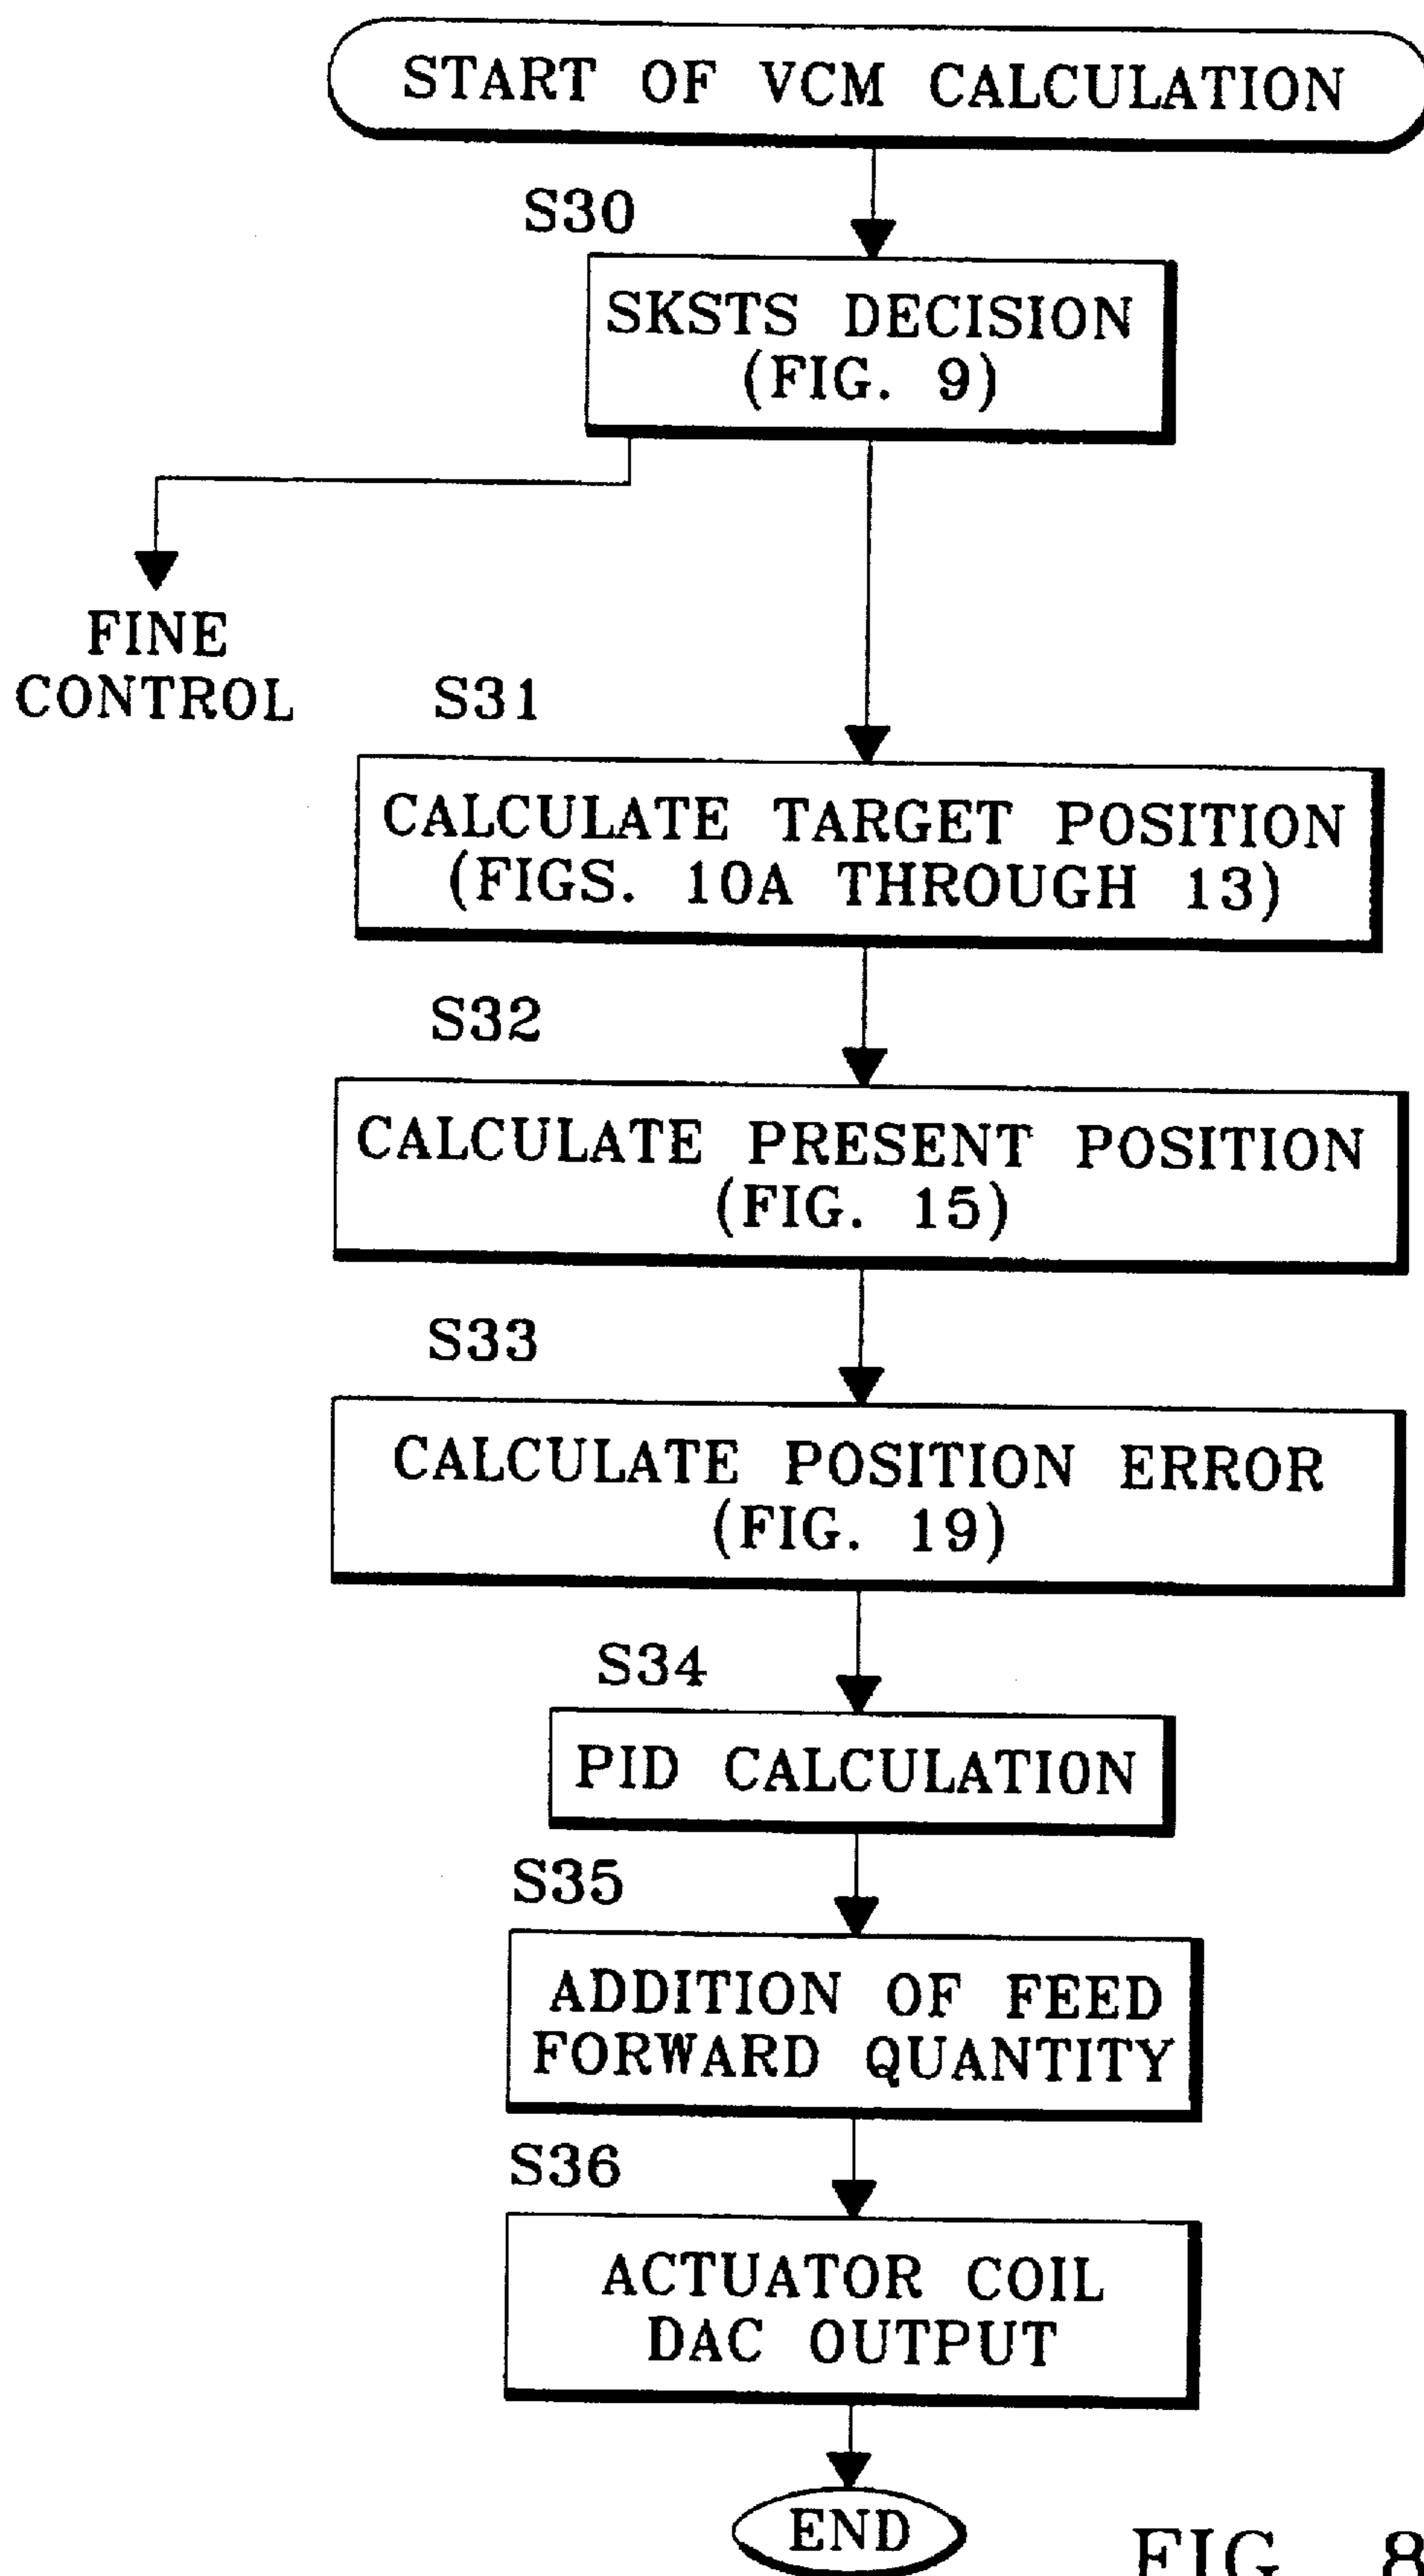 START OF VCM CALCULATION
S30
SKSTS DECISION
(FIG. 9)
FINE
CONTROL
S31
CALCULATE TARGET POSITION
(FIGS. 10A THROUGH 13)
S32
CALCULATE PRESENT POSITION
(FIG. 15)
S33
CALCULATE POSITION ERROR
(FIG. 19)
S34
PID CALCULATION
S35
ADDITION OF FEED
FORWARD QUANTITY
S36
ACTUATOR COIL
DAC OUTPUT
END
FIG. 8